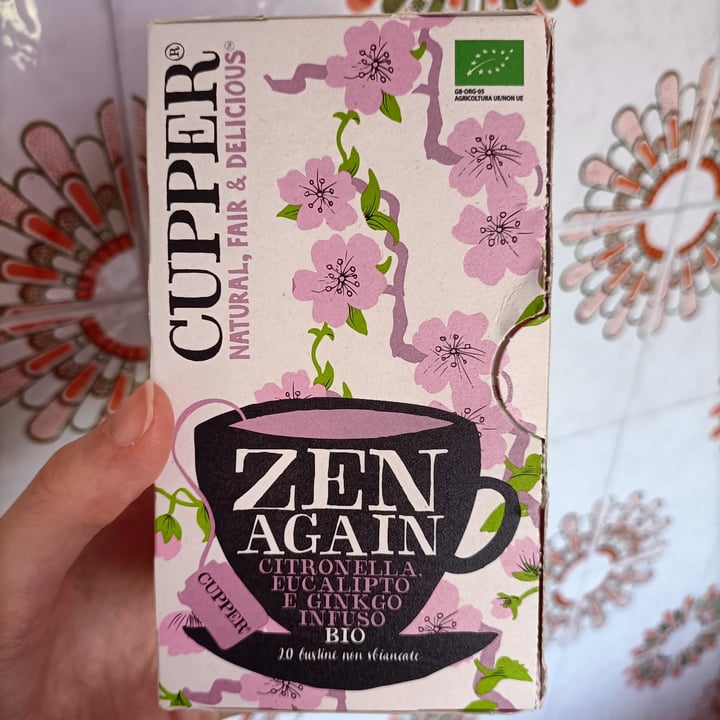 CUPPER®
NATURAL, FAIR & DELICIOUS™
GB-ORG-05
AGRICOLTURA UE/NON UE
ZEN
AGAIN
CITRONELLA,
EUCALIPTO
E GINKGO
INFUSO
BIO
20 bustine non sbiancate
CUPPER®